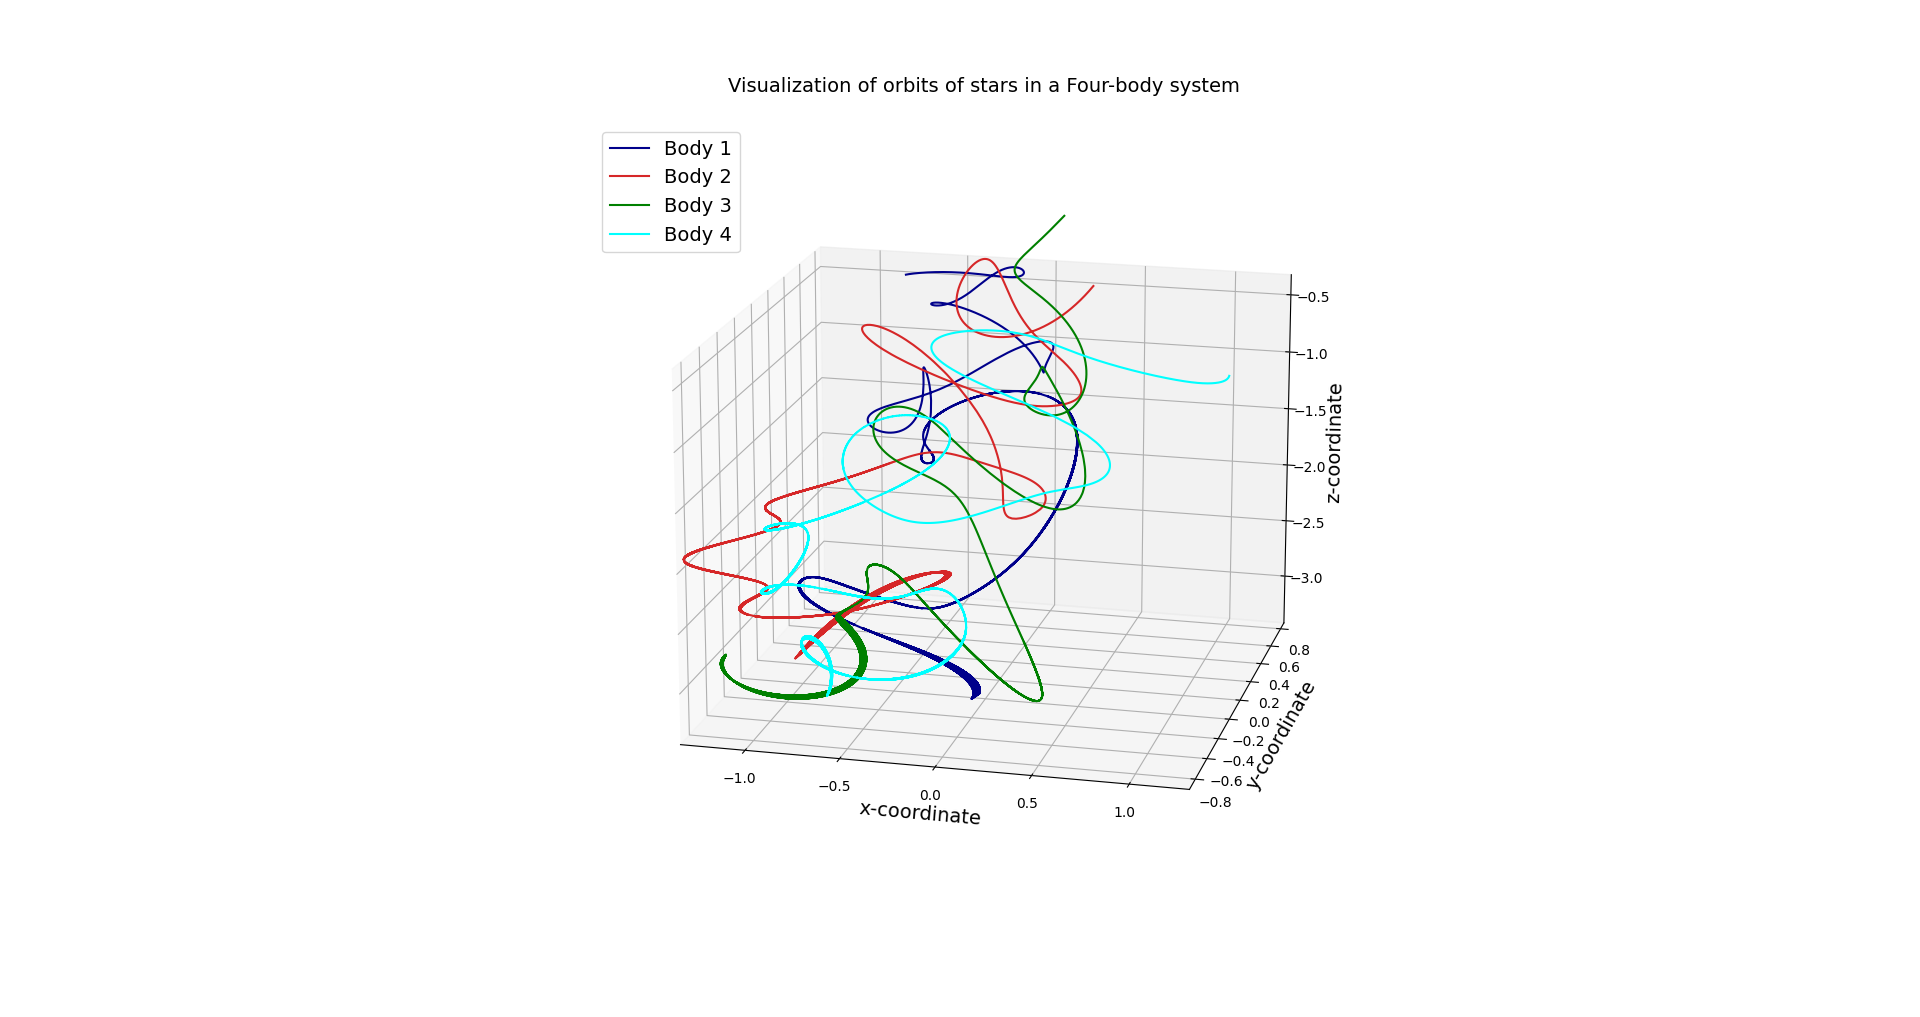 Visualization of orbits of stars in a Four-body system
Body 1
Body 2
Body 3
Body 4
−0.5
−1.0
−1.5
−2.0
−2.5
−3.0
z-coordinate
0.8
0.6
0.4
0.2
0.0
−0.2
−0.4
−0.6
−0.8
y-coordinate
−1.0
−0.5
0.0
0.5
1.0
x-coordinate